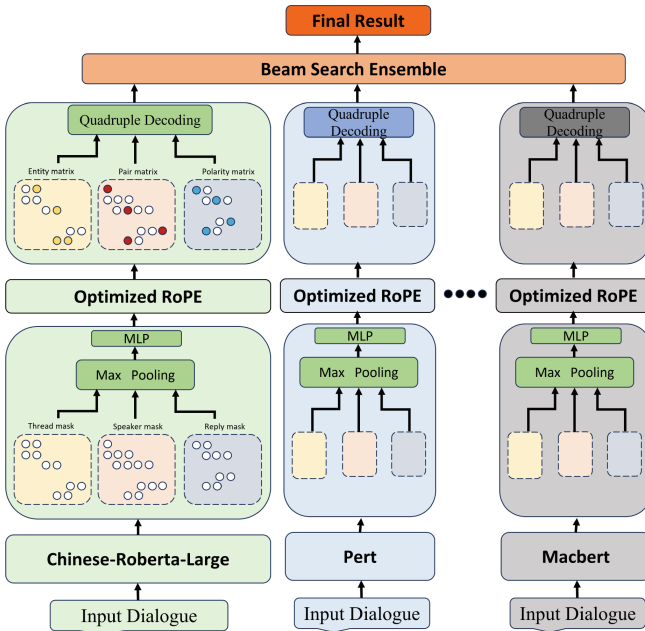 Final Result
Beam Search Ensemble
Quadruple Decoding
Entity matrix
Pair matrix
Polarity matrix
Quadruple
Decoding
Quadruple
Decoding
Optimized RoPE
Optimized RoPE
Optimized RoPE
MLP
Max Pooling
Thread mask
Speaker mask
Reply mask
MLP
Max Pooling
MLP
Max Pooling
Chinese-Roberta-Large
Pert
Macbert
Input Dialogue
Input Dialogue
Input Dialogue